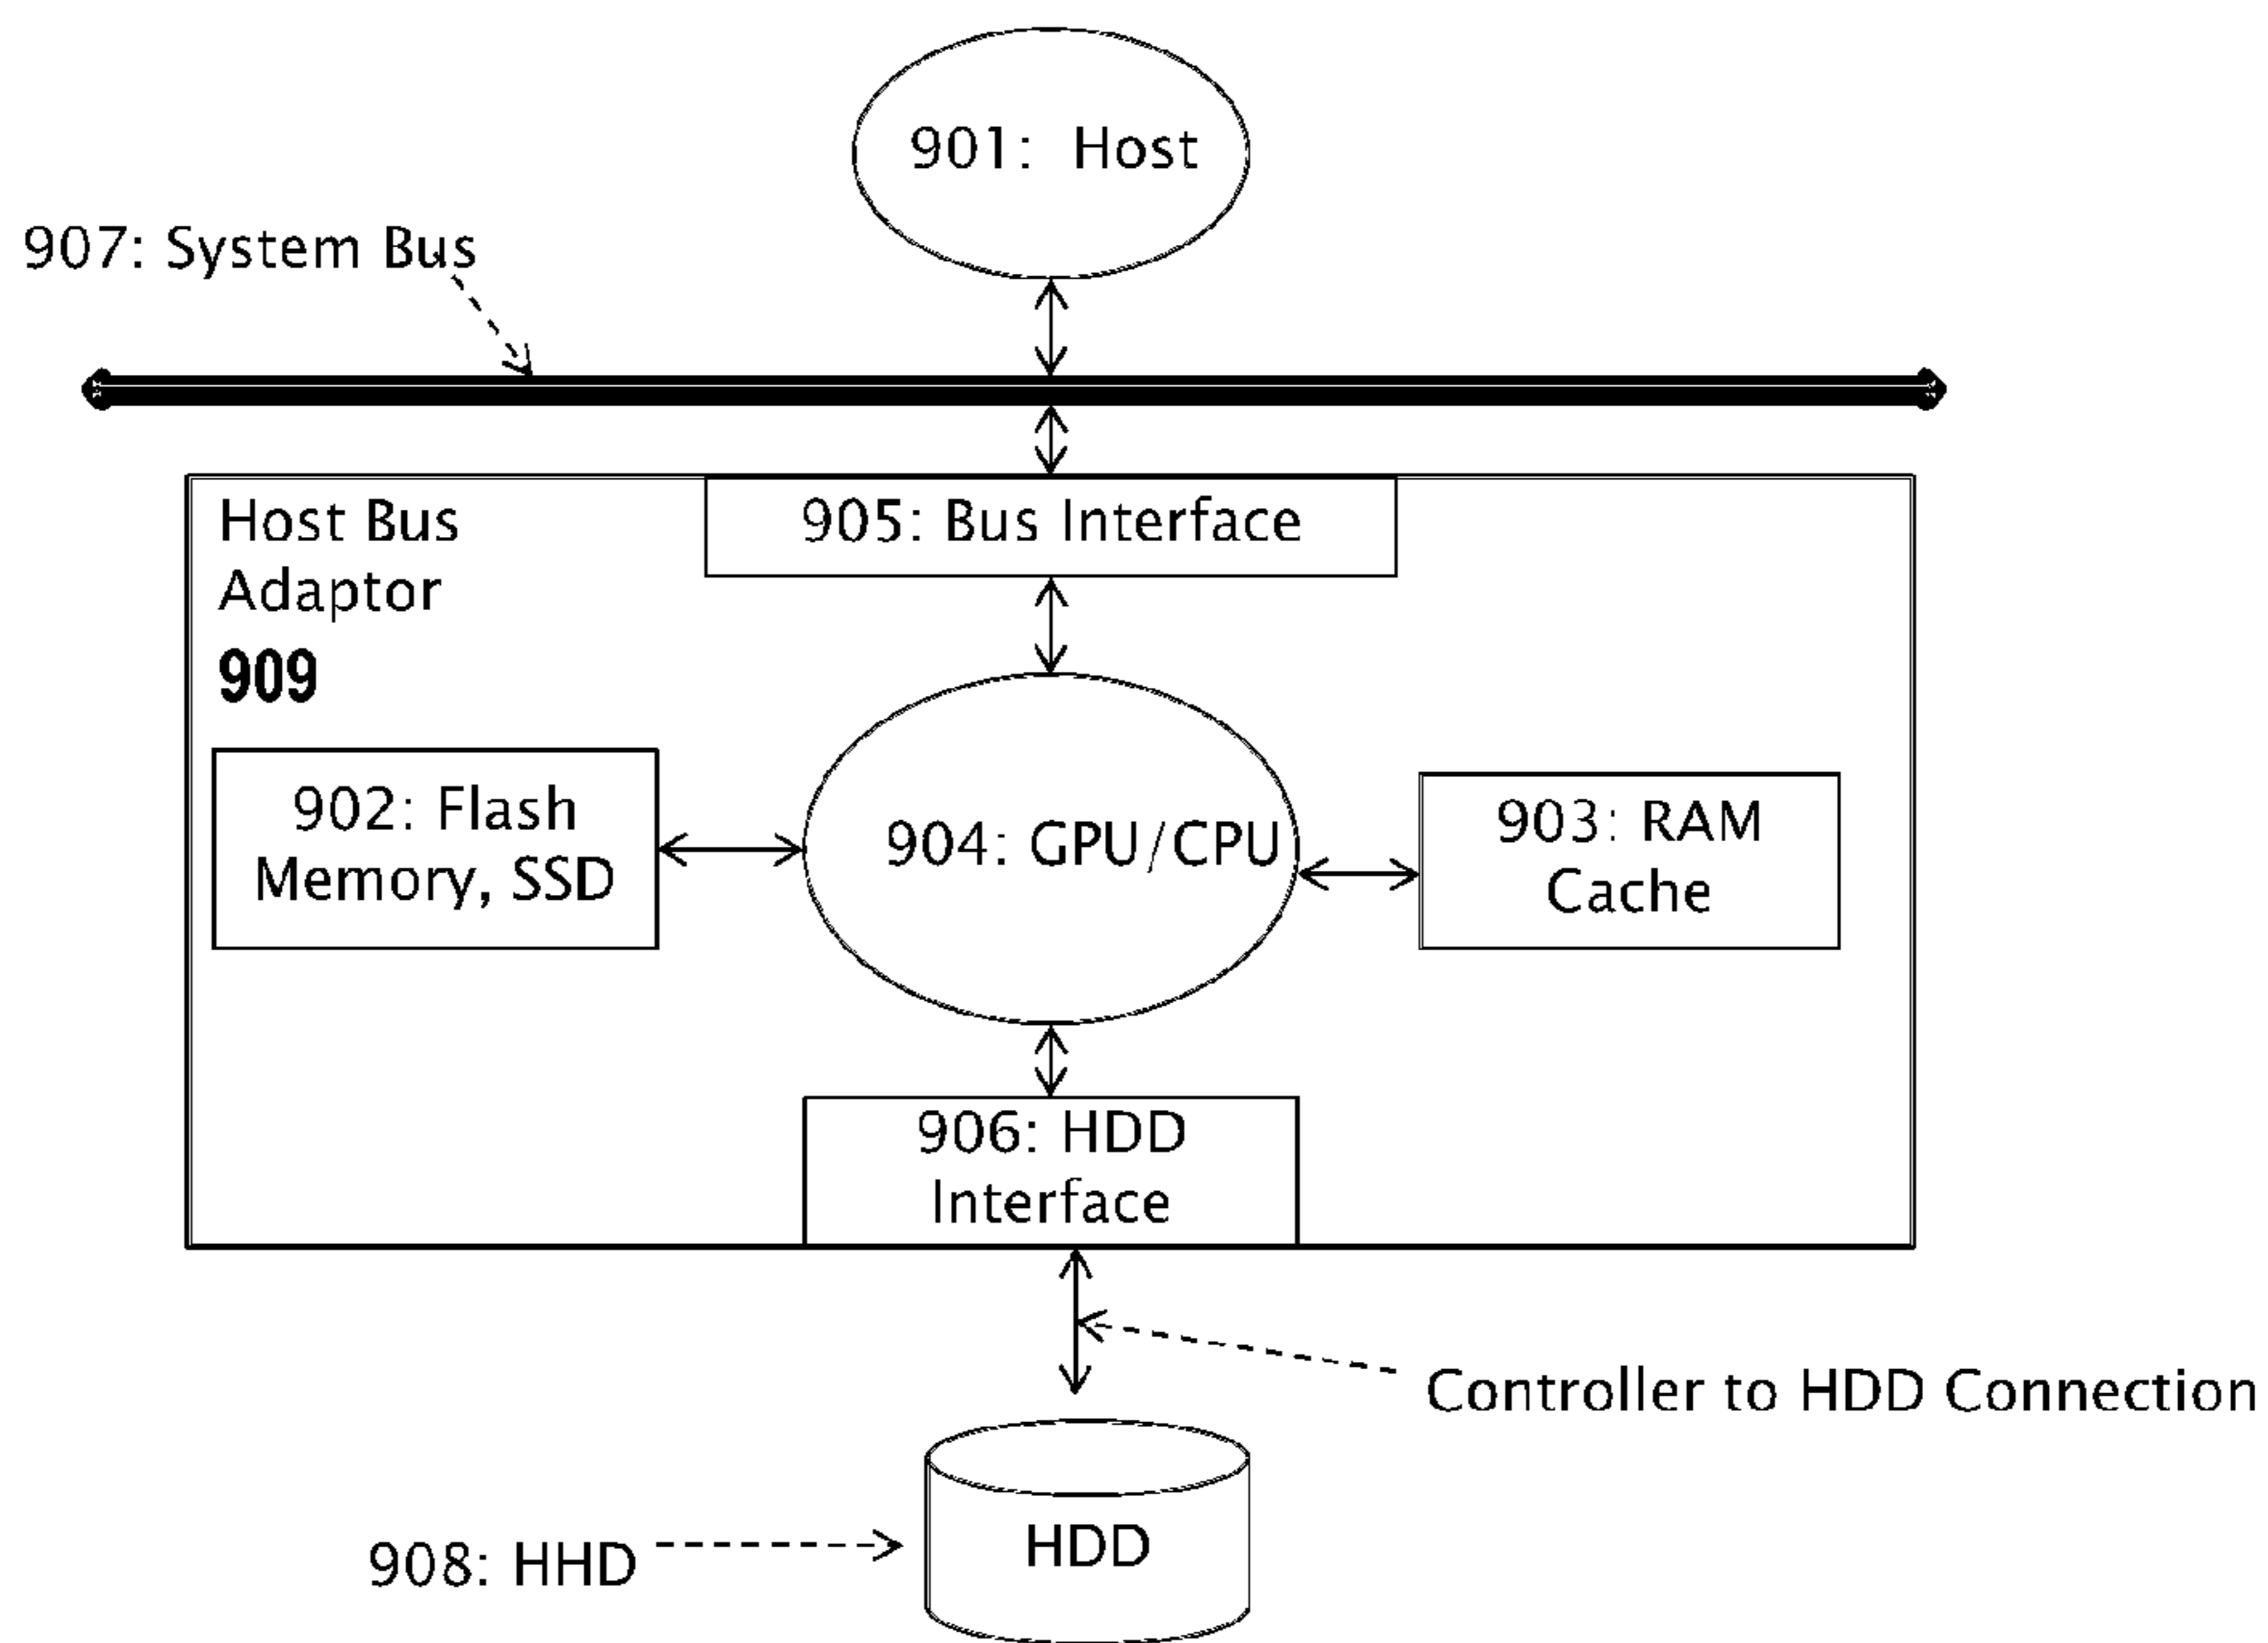 901: Host
907: System Bus
Host Bus
Adaptor
909
905: Bus Interface
902: Flash
Memory, SSD
904: GPU/CPU
903: RAM
Cache
906: HDD
Interface
Controller to HDD Connection
908: HHD
HDD